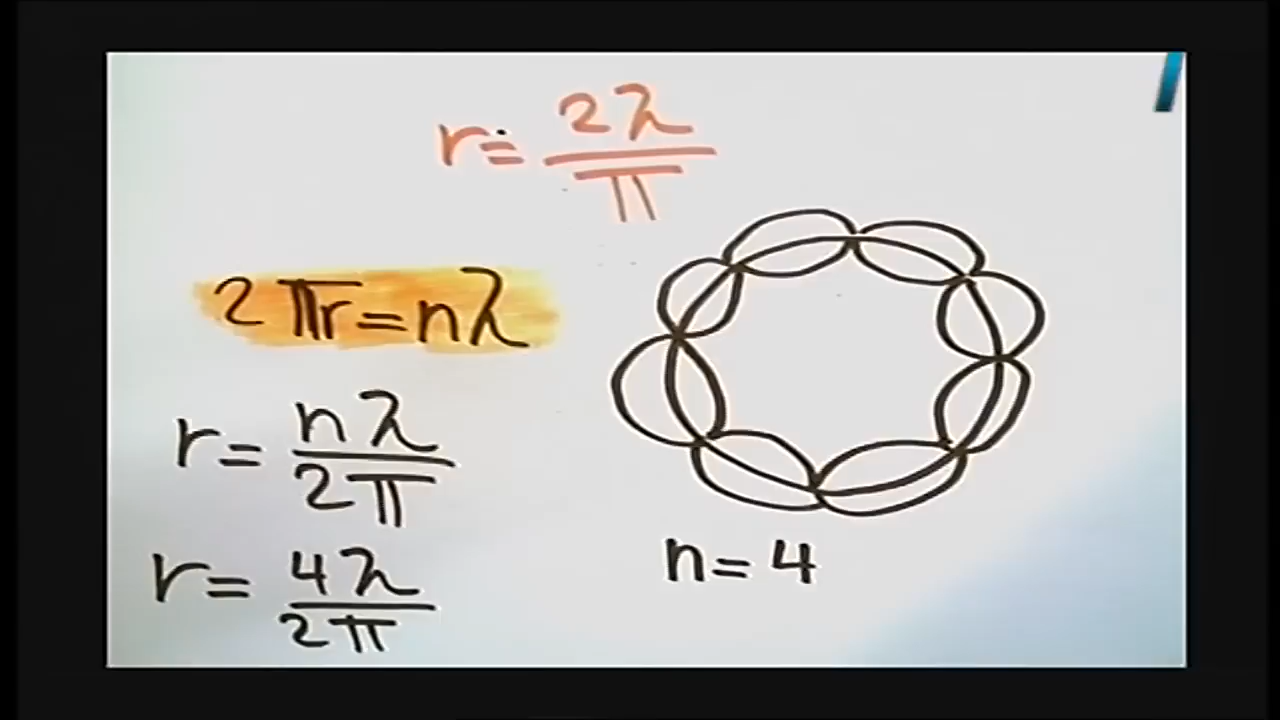 r = 2λ/π
2πr = nλ
r = nλ/2π
r = 4λ/2π
n = 4